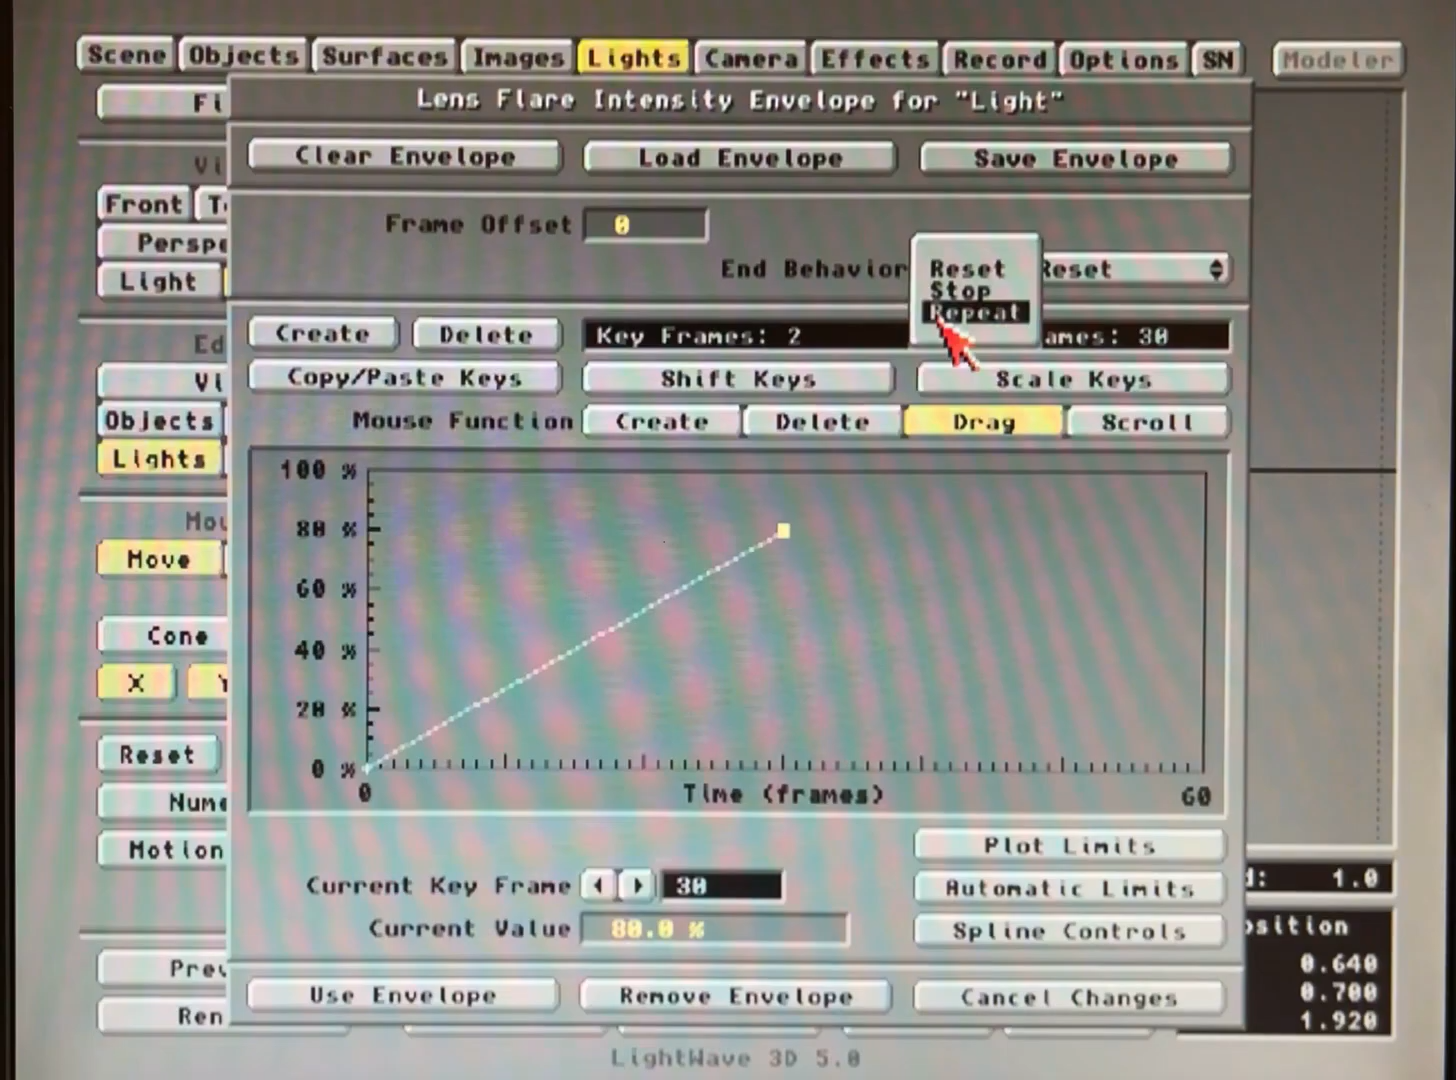 Scene Objects Surfaces Images Lights Camera Effects Record Options SN Modeler
Lens Flare Intensity Envelope for "Light"
Clear Envelope Load Envelope Save Envelope
Front
Frame Offset 0
Light
End Behavior Reset
Reset
Stop
Repeat
Create Delete Key Frames: 2 ames: 30
Copy/Paste Keys Shift Keys Scale Keys
Objects
Mouse Function Create Delete Drag Scroll
Lights
100 %
80 %
Move
60 %
Cone
40 %
X Y
20 %
Reset
0 %
0 Time (frames) 60
Motion
Plot Limits
Current Key Frame 30 Automatic Limits
1.0
Current Value 80.0 % Spline Controls
sition
0.640
0.700
1.920
Use Envelope Remove Envelope Cancel Changes
LightWave 3D 5.0